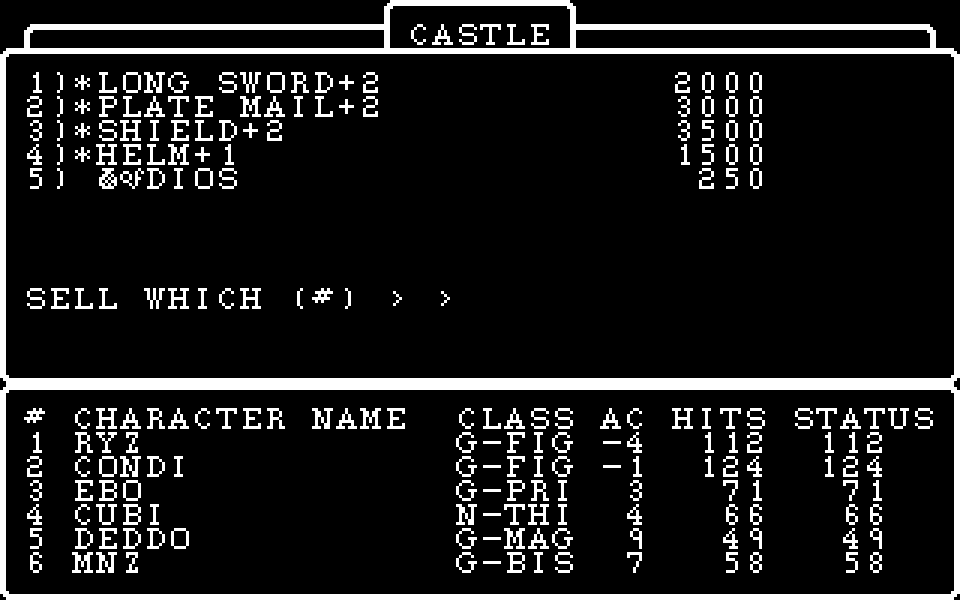 CASTLE
1)*LONG SWORD+2 2000
2)*PLATE MAIL+2 3000
3)*SHIELD+2 3500
4)*HELM+1 1500
5) DIOS 250
SELL WHICH (#) > >
# CHARACTER NAME CLASS AC HITS STATUS
1 RYZ G-FIG -4 112 112
2 CONDI G-FIG -1 124 124
3 EBO G-PRI 3 71 71
4 CUBI N-THI 4 66 66
5 DEDDO G-MAG 9 49 49
6 MNZ G-BIS 7 58 58